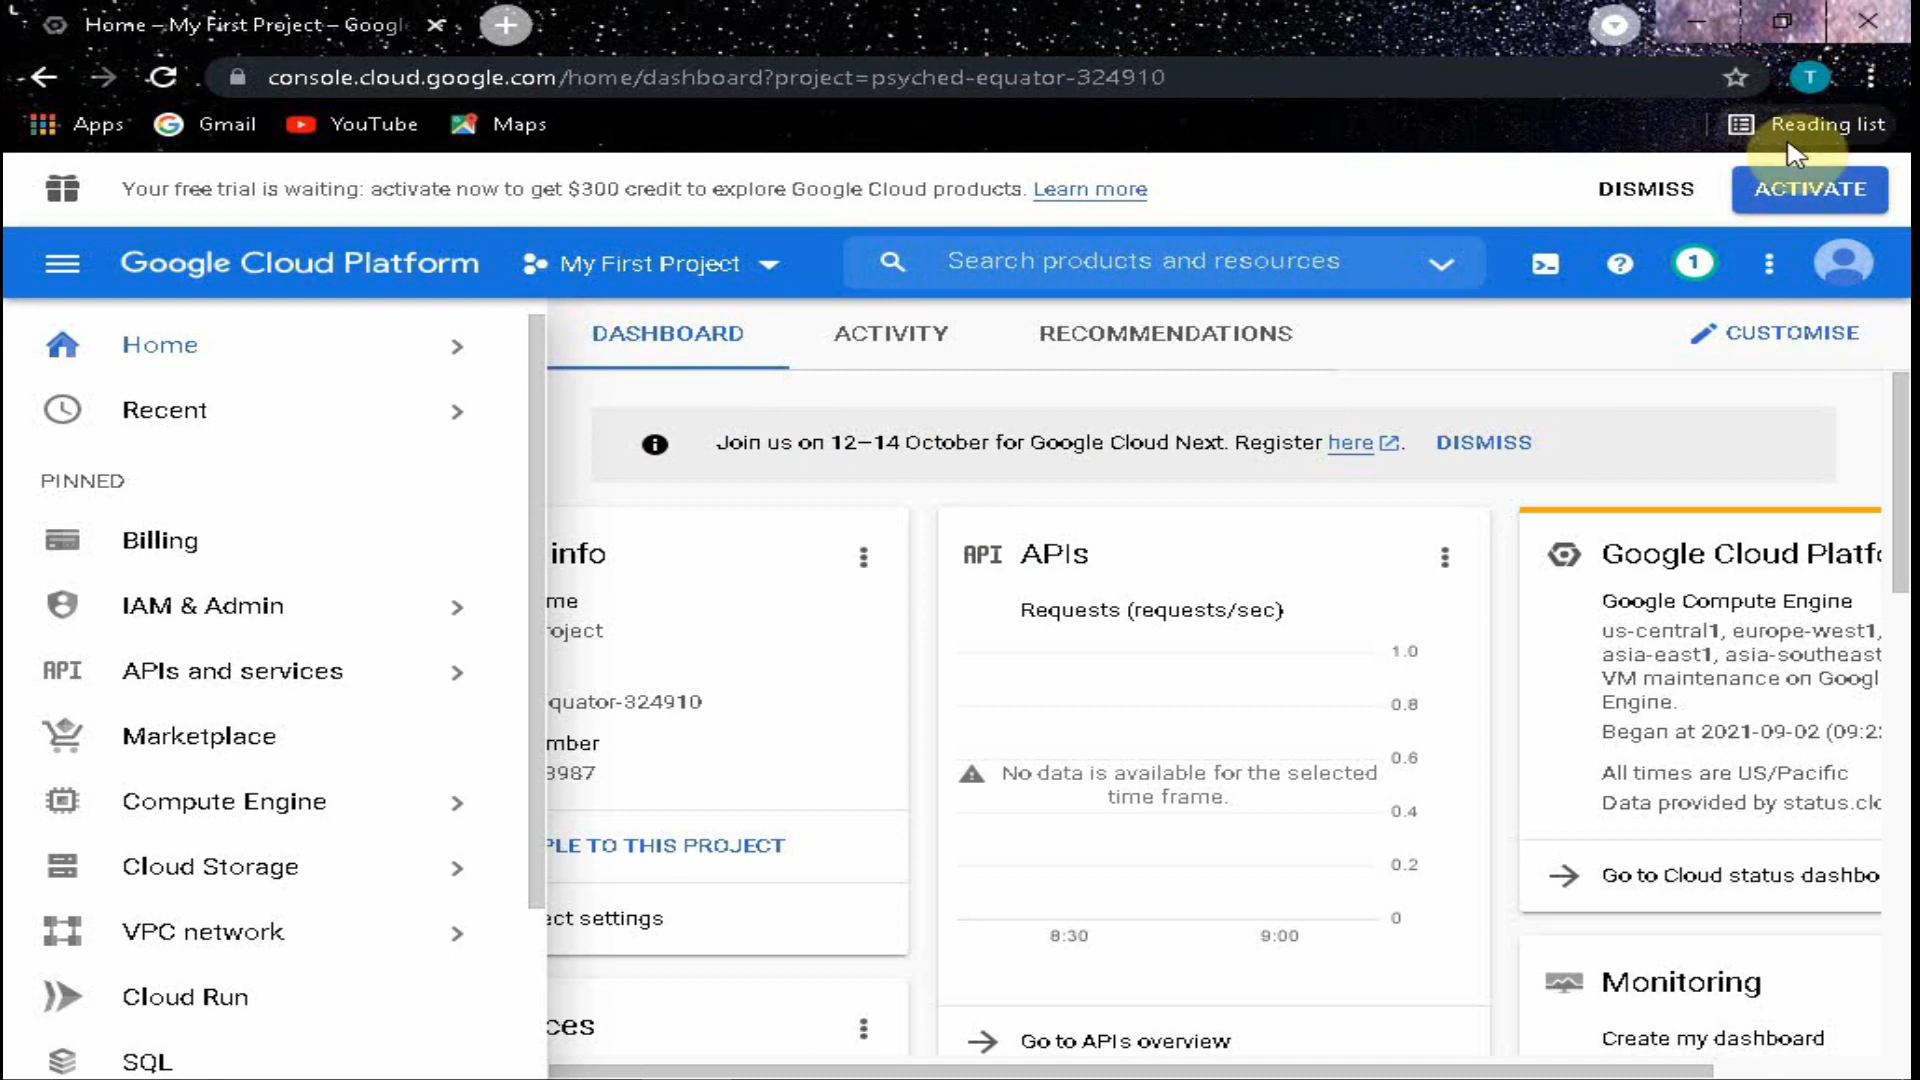 Home – My First Project – Googl
console.cloud.google.com/home/dashboard?project=psyched-equator-324910
T
Apps
Gmail
YouTube
Maps
Reading list
Your free trial is waiting: activate now to get $300 credit to explore Google Cloud products. Learn more
DISMISS
ACTIVATE
Google Cloud Platform
My First Project
Search products and resources
1
Home
Recent
PINNED
Billing
IAM & Admin
API APIs and services
Marketplace
Compute Engine
Cloud Storage
VPC network
Cloud Run
SQL
DASHBOARD
ACTIVITY
RECOMMENDATIONS
CUSTOMISE
Join us on 12–14 October for Google Cloud Next. Register here. DISMISS
info
me
oject
quator-324910
mber
3987
PLE TO THIS PROJECT
ect settings
ces
API APIs
Requests (requests/sec)
1.0
0.8
0.6
0.4
0.2
0
No data is available for the selected
time frame.
8:30
9:00
Go to APIs overview
Google Cloud Platfo
Google Compute Engine
us-central1, europe-west1,
asia-east1, asia-southeast
VM maintenance on Googl
Engine.
Began at 2021-09-02 (09:2
All times are US/Pacific
Data provided by status.clo
Go to Cloud status dashbo
Monitoring
Create my dashboard